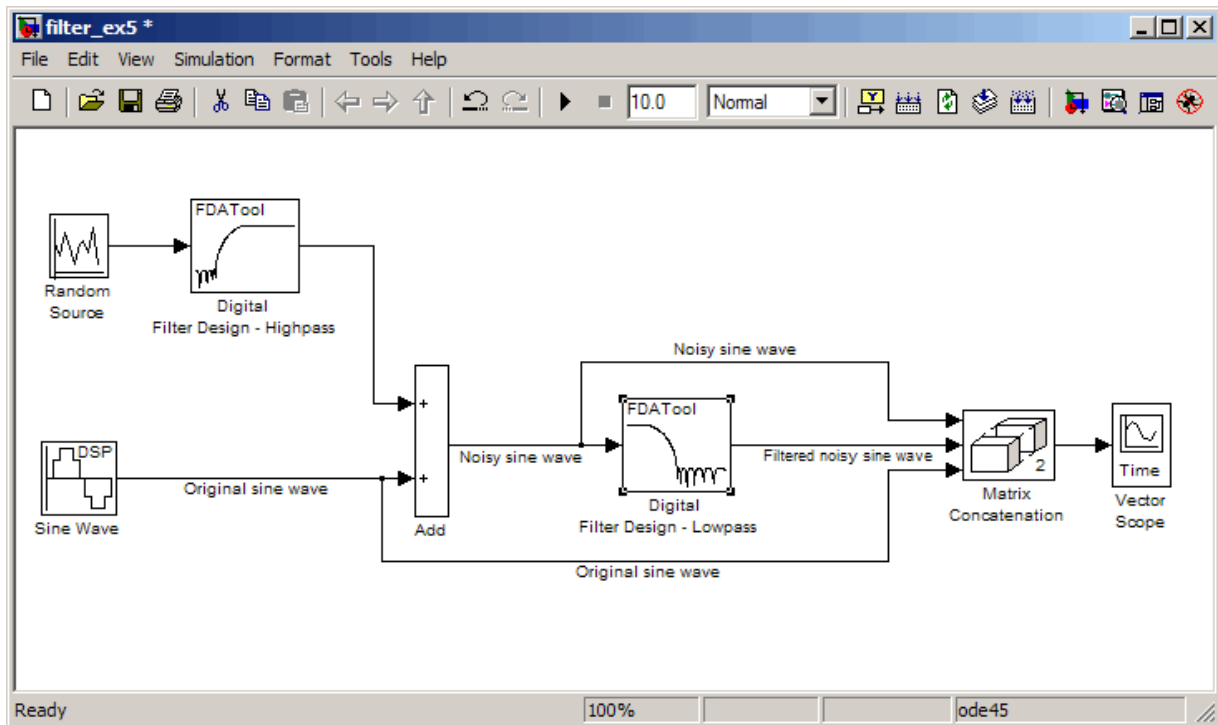 filter_ex5 *
File Edit View Simulation Format Tools Help
10.0 Normal
FDATool
Random
Source
Digital
Filter Design - Highpass
Noisy sine wave
+
FDATool
DSP
Original sine wave
+
Noisy sine wave
Filtered noisy sine wave
2
Time
Sine Wave
Add
Digital
Filter Design - Lowpass
Matrix
Concatenation
Vector
Scope
Original sine wave
Ready 100% ode45